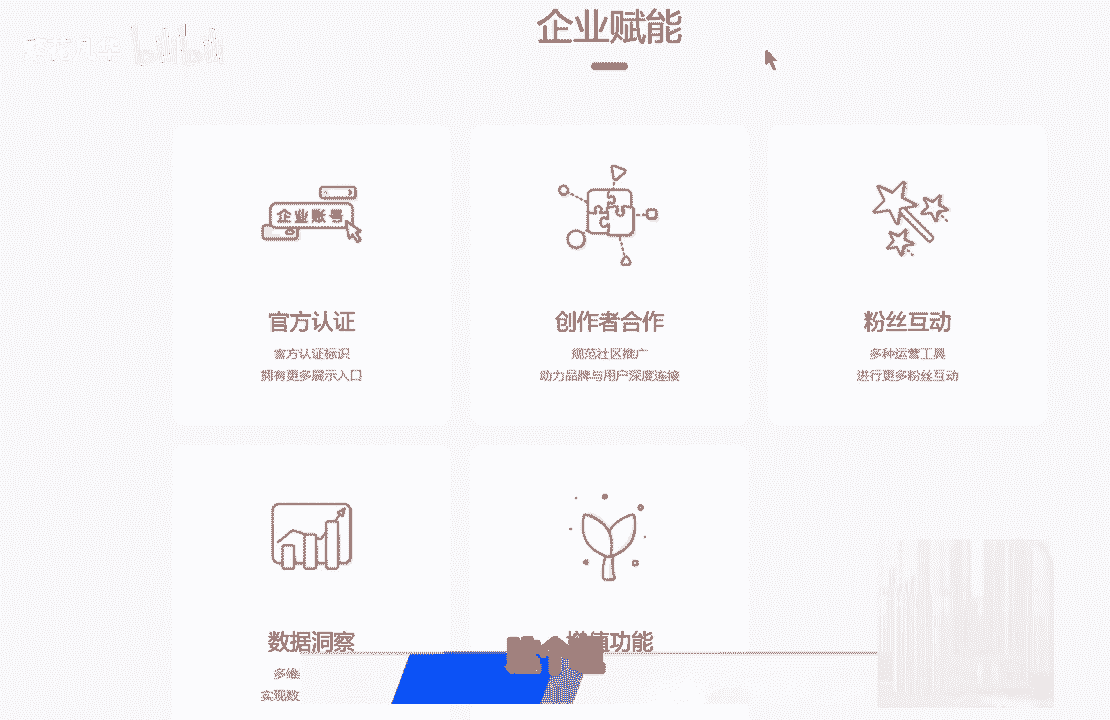 企业赋能
企业账号
官方认证
官方认证标识
拥有更多展示入口
创作者合作
规范社区推广
助力品牌与用户深度连接
粉丝互动
多种运营工具
进行更多粉丝互动
数据洞察
多维
实现数
增值功能